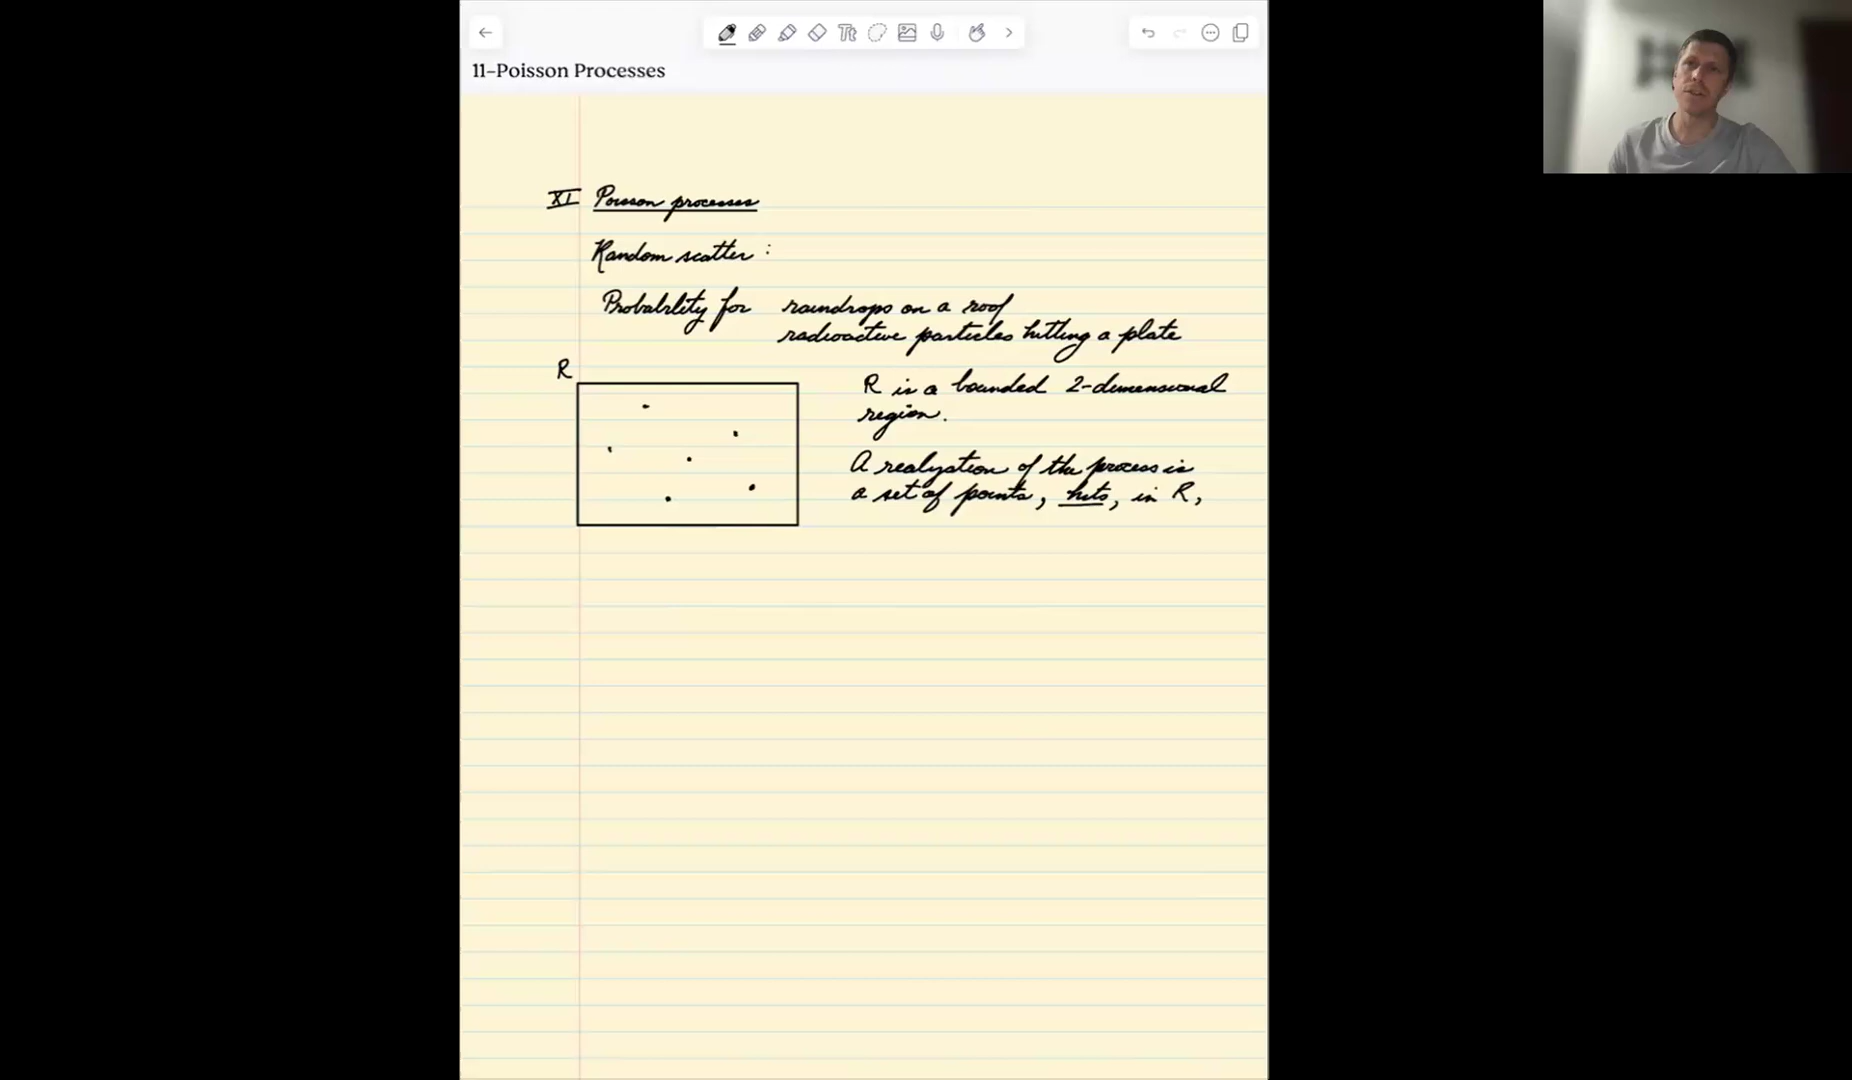 11-Poisson Processes
XI Poisson processes
Random scatter :
Probability for raindrops on a roof
radioactive particles hitting a plate
R
R is a bounded 2-dimensional
region.
A realization of the process is
a set of points, hits, in R,